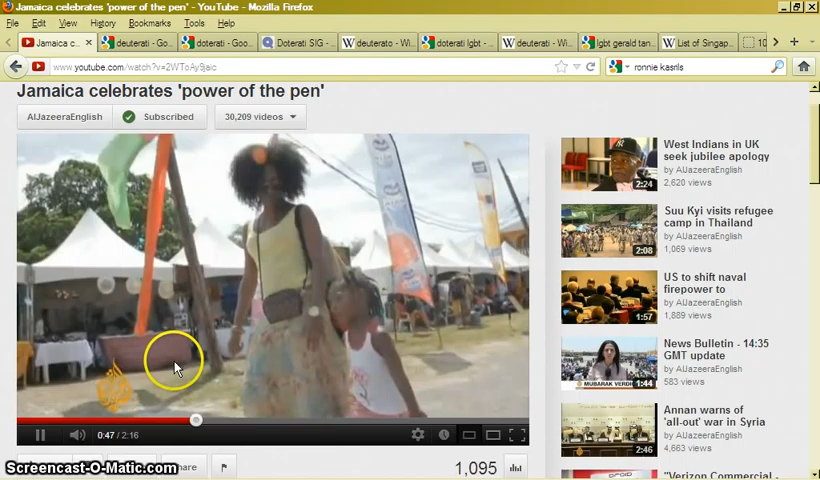 Jamaica celebrates 'power of the pen' - YouTube - Mozilla Firefox
File Edit View History Bookmarks Tools Help
Jamaica c...
deuterati - Go...
doterati - Goo...
Doterati SIG - ...
deuterato - Wi...
doterati lgbt - ...
deuterati - Wi...
lgbt gerald tan...
List of Singap...
www.youtube.com/watch?v=2WToAy9jaic
ronnie kasrils
Jamaica celebrates 'power of the pen'
AlJazeeraEnglish
Subscribed
30,209 videos
West Indians in UK
seek jubilee apology
by AlJazeeraEnglish
2,620 views
2:24
Suu Kyi visits refugee
camp in Thailand
by AlJazeeraEnglish
1,069 views
2:08
US to shift naval
firepower to
by AlJazeeraEnglish
1,889 views
1:57
News Bulletin - 14:35
GMT update
by AlJazeeraEnglish
583 views
MUBARAK VERDI
1:44
Annan warns of
'all-out' war in Syria
by AlJazeeraEnglish
4,663 views
2:46
"Verizon Commercial -
0:47 / 2:16
1,095
Screencast-O-Matic.com